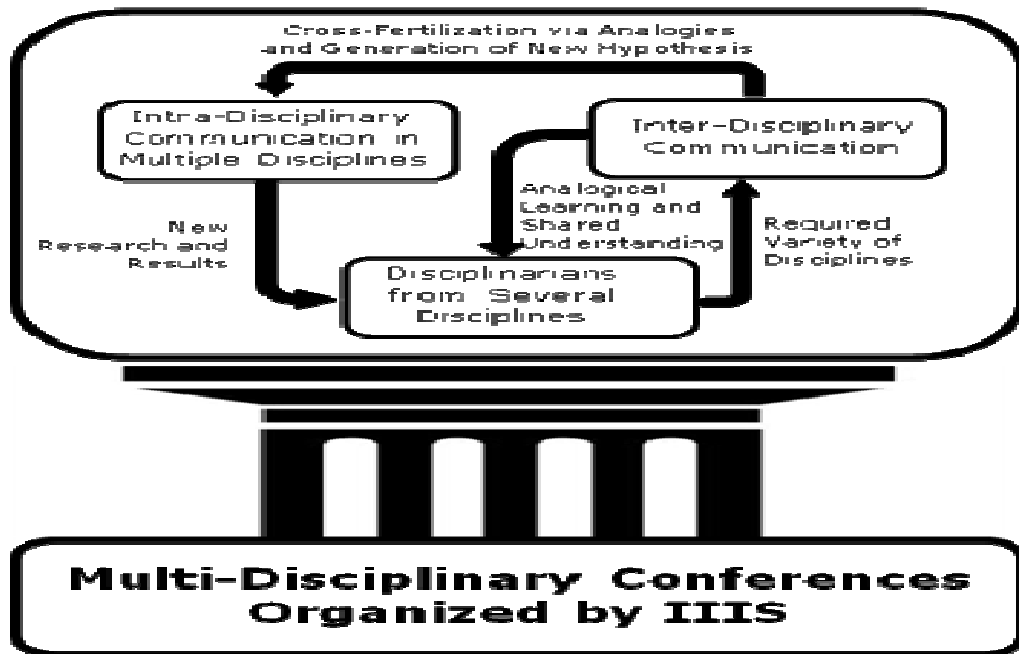 Cross-Fertilization via Analogies
and Generation of New Hypothesis
Intra-Disciplinary
Communication in
Multiple Disciplines
Inter-Disciplinary
Communication
Analogical
Learning and
Shared
Understanding
New
Research and
Results
Required
Variety of
Disciplines
Disciplinarians
from Several
Disciplines
Multi-Disciplinary Conferences
Organized by IIIS